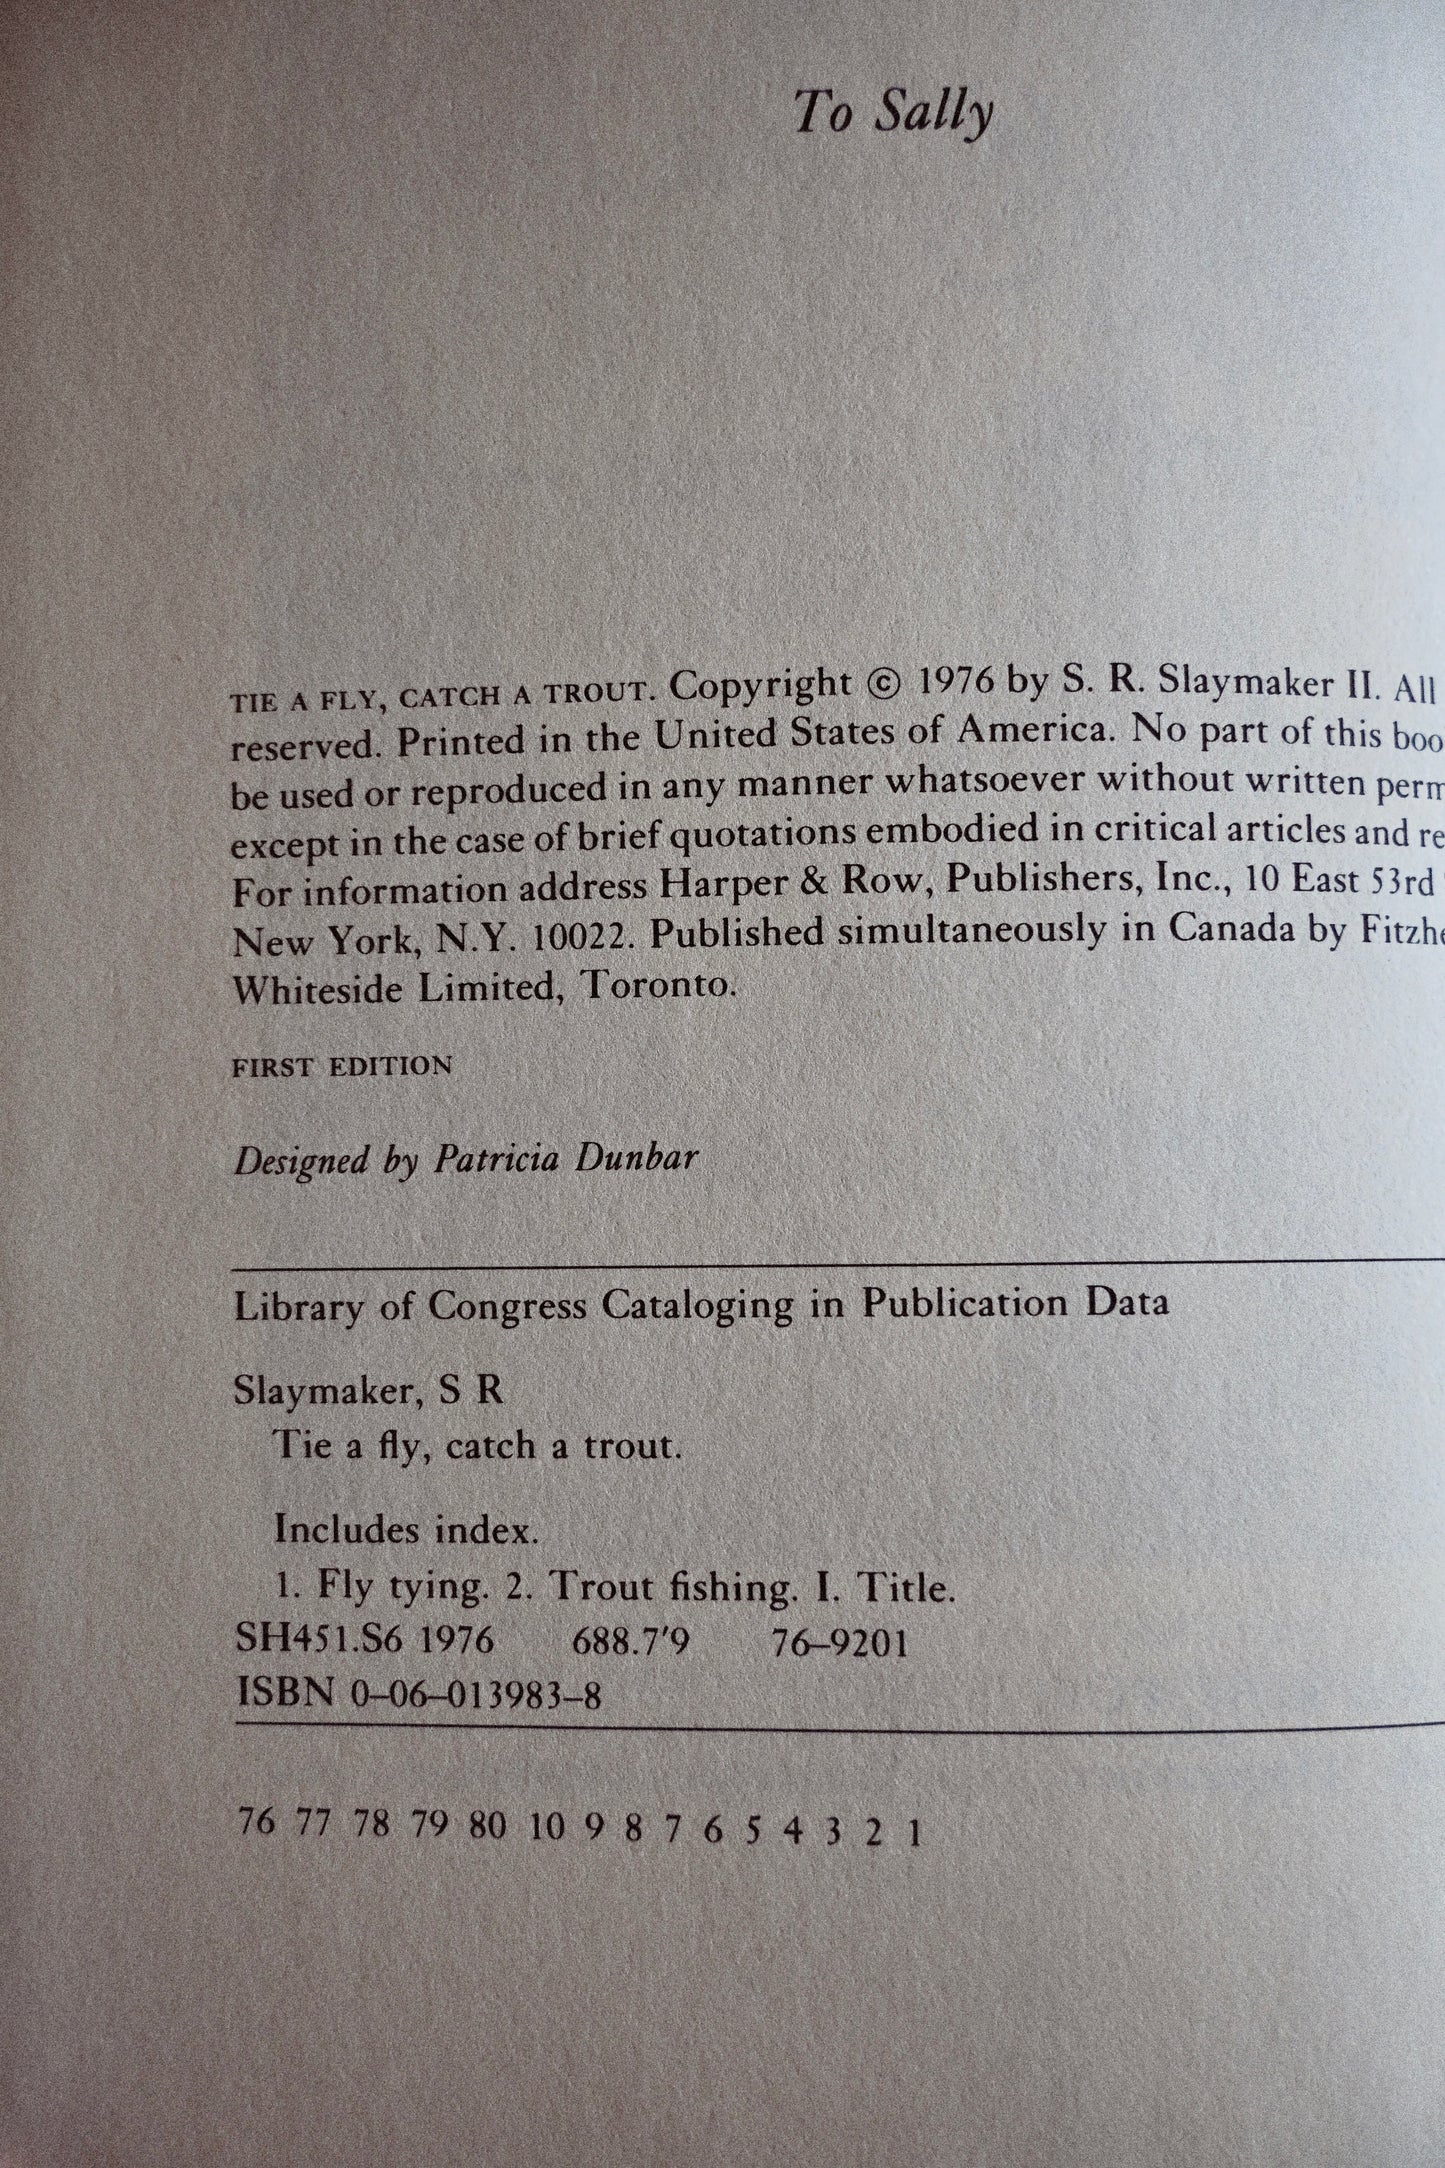 To Sally
TIE A FLY, CATCH A TROUT. Copyright © 1976 by S. R. Slaymaker II. All
reserved. Printed in the United States of America. No part of this
be used or reproduced in any manner whatsoever without written
except in the case of brief quotations embodied in critical articles and
For information address Harper & Row, Publishers, Inc., 10 East 53rd
New York, N.Y. 10022. Published simultaneously in Canada by
Whiteside Limited, Toronto.
FIRST EDITION
Designed by Patricia Dunbar
Library of Congress Cataloging in Publication Data
Slaymaker, S R
Tie a fly, catch a trout.
Includes index.
1. Fly tying. 2. Trout fishing. I. Title.
SH451.S6 1976 688.7'9 76–9201
ISBN 0–06–013983–8
76 77 78 79 80 10 9 8 7 6 5 4 3 2 1